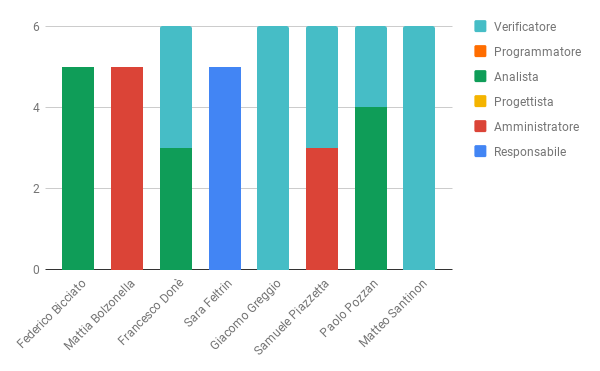 6
4
2
0
Federico Bicciato
Mattia Bolzonella
Francesco Donè
Sara Feltrin
Giacomo Greggio
Samuele Piazzetta
Paolo Pozzan
Matteo Santinon
Verificatore
Programmatore
Analista
Progettista
Amministratore
Responsabile